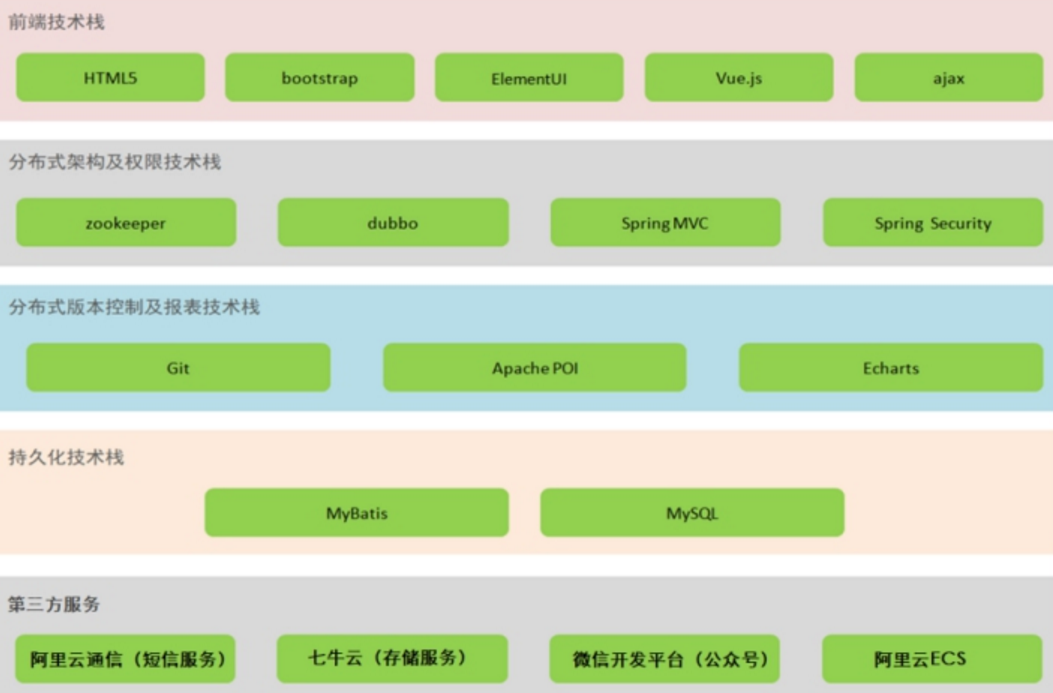 前端技术栈
HTML5 bootstrap ElementUI Vue.js ajax
分布式架构及权限技术栈
zookeeper dubbo Spring MVC Spring Security
分布式版本控制及报表技术栈
Git Apache POI Echarts
持久化技术栈
MyBatis MySQL
第三方服务
阿里云通信（短信服务） 七牛云（存储服务） 微信开发平台（公众号） 阿里云ECS